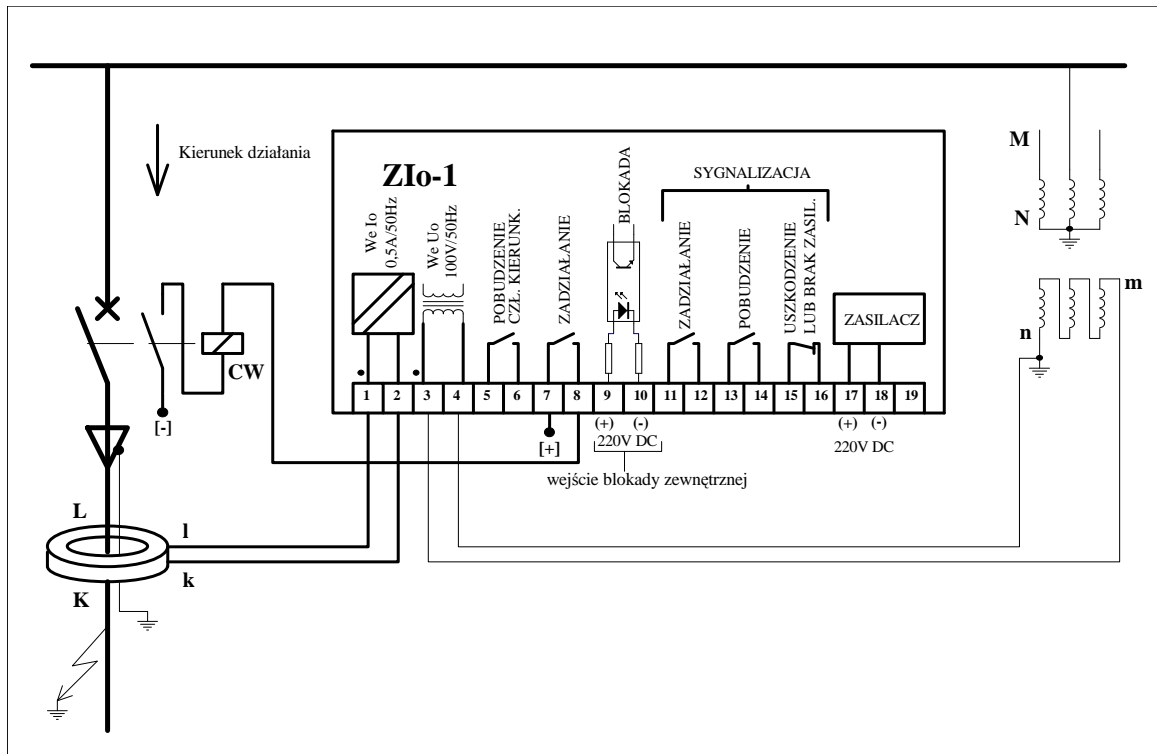 Kierunek działania
ZIo-1
We Io
0,5A/50Hz
We Uo
100V/50Hz
POBUDZENIE
CZŁ. KIERUNK.
ZADZIAŁANIE
BLOKADA
SYGNALIZACJA
ZADZIAŁANIE
POBUDZENIE
USZKODZENIE
LUB BRAK ZASIL.
ZASILACZ
M
N
m
n
CW
[-]
1 2 3 4 5 6 7 8 9 10 11 12 13 14 15 16 17 18 19
[+]
(+) (-)
220V DC
wejście blokady zewnętrznej
(+) (-)
220V DC
L
l
k
K